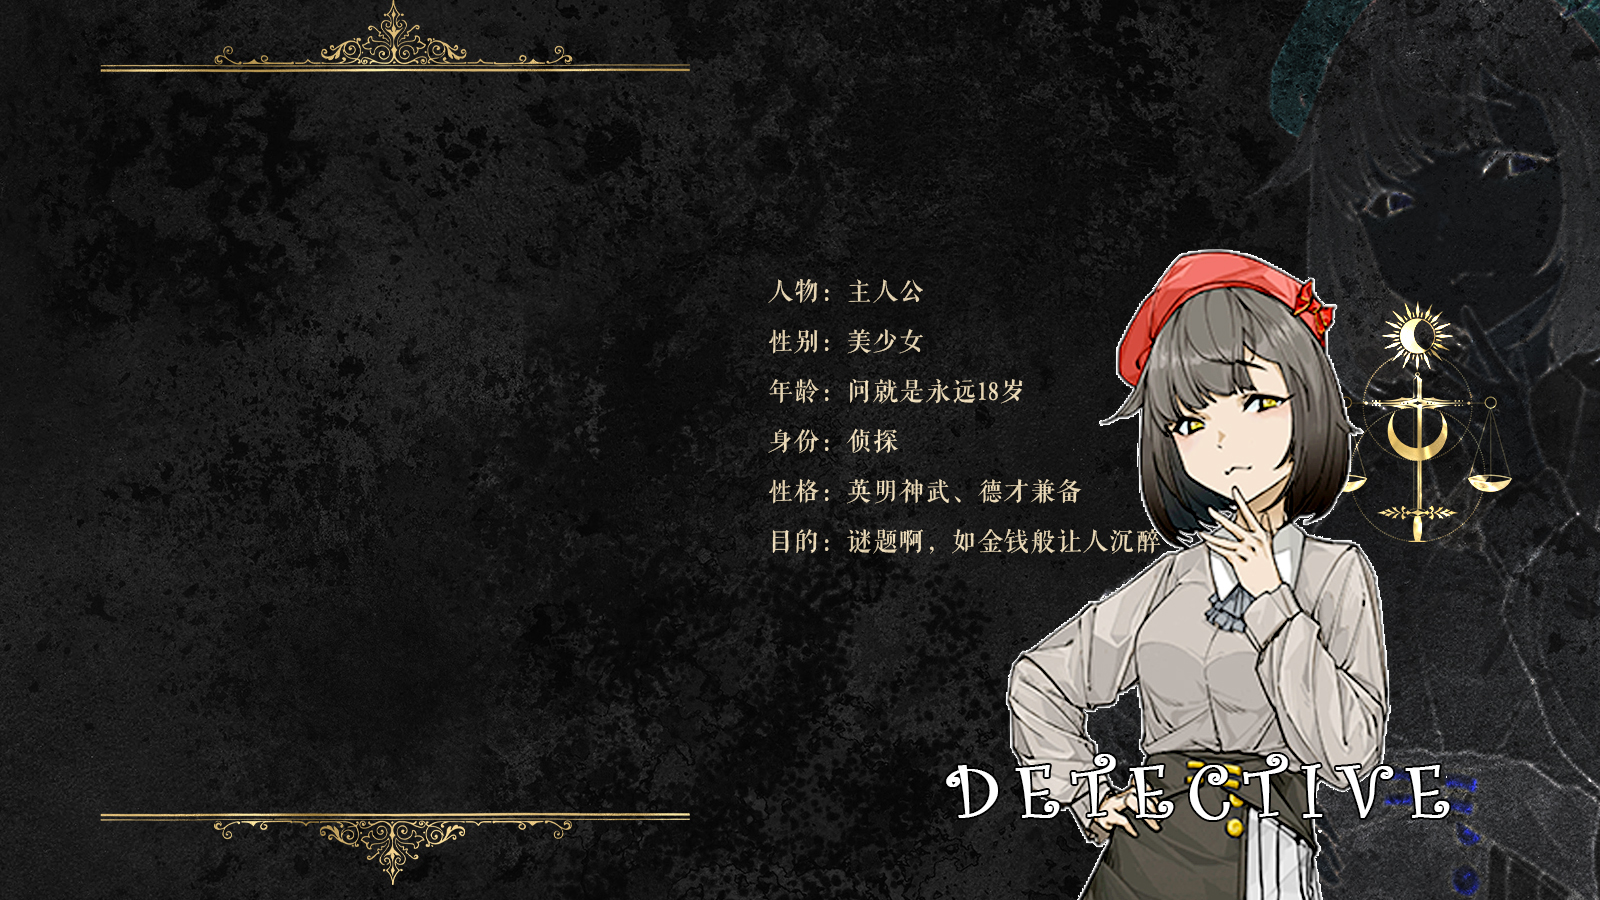 人物：主人公
性别：美少女
年龄：问就是永远18岁
身份：侦探
性格：英明神武、德才兼备
目的：谜题啊，如金钱般让人沉醉
DETECTIVE